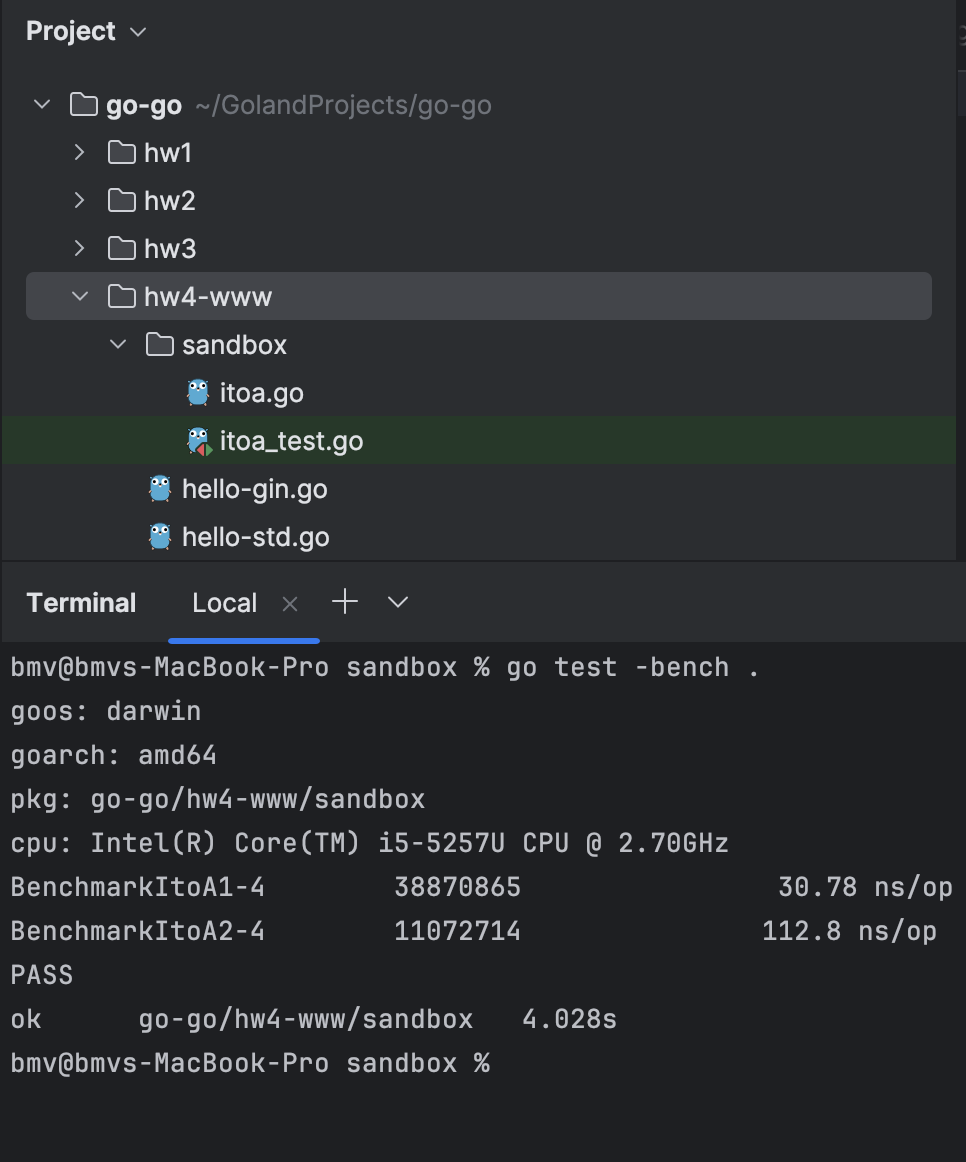 Project
go-go ~/GolandProjects/go-go
hw1
hw2
hw3
hw4-www
sandbox
itoa.go
itoa_test.go
hello-gin.go
hello-std.go
Terminal Local
bmv@bmvs-MacBook-Pro sandbox % go test -bench .
goos: darwin
goarch: amd64
pkg: go-go/hw4-www/sandbox
cpu: Intel(R) Core(TM) i5-5257U CPU @ 2.70GHz
BenchmarkItoA1-4 38870865 30.78 ns/op
BenchmarkItoA2-4 11072714 112.8 ns/op
PASS
ok go-go/hw4-www/sandbox 4.028s
bmv@bmvs-MacBook-Pro sandbox %